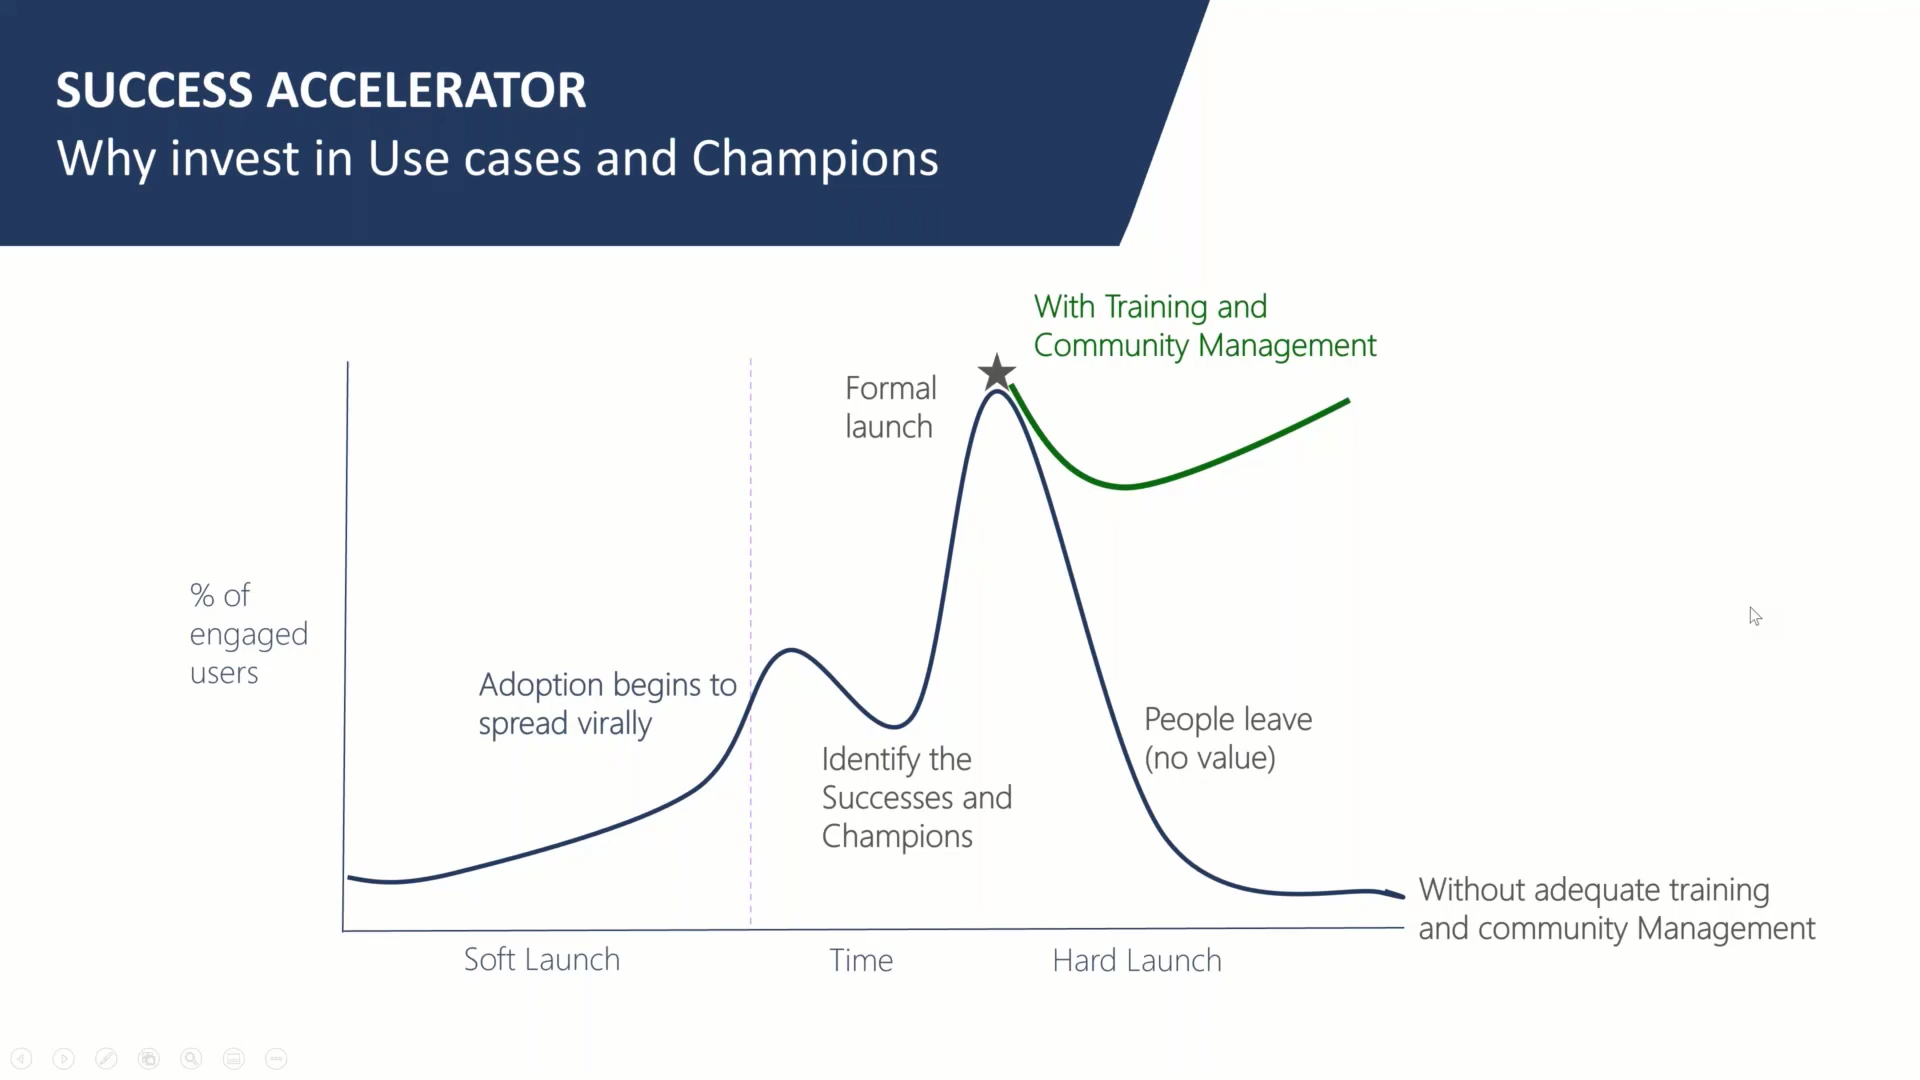 SUCCESS ACCELERATOR
Why invest in Use cases and Champions
With Training and
Community Management
Formal
launch
% of
engaged
users
Adoption begins to
spread virally
Identify the
Successes and
Champions
People leave
(no value)
Without adequate training
and community Management
Soft Launch
Time
Hard Launch